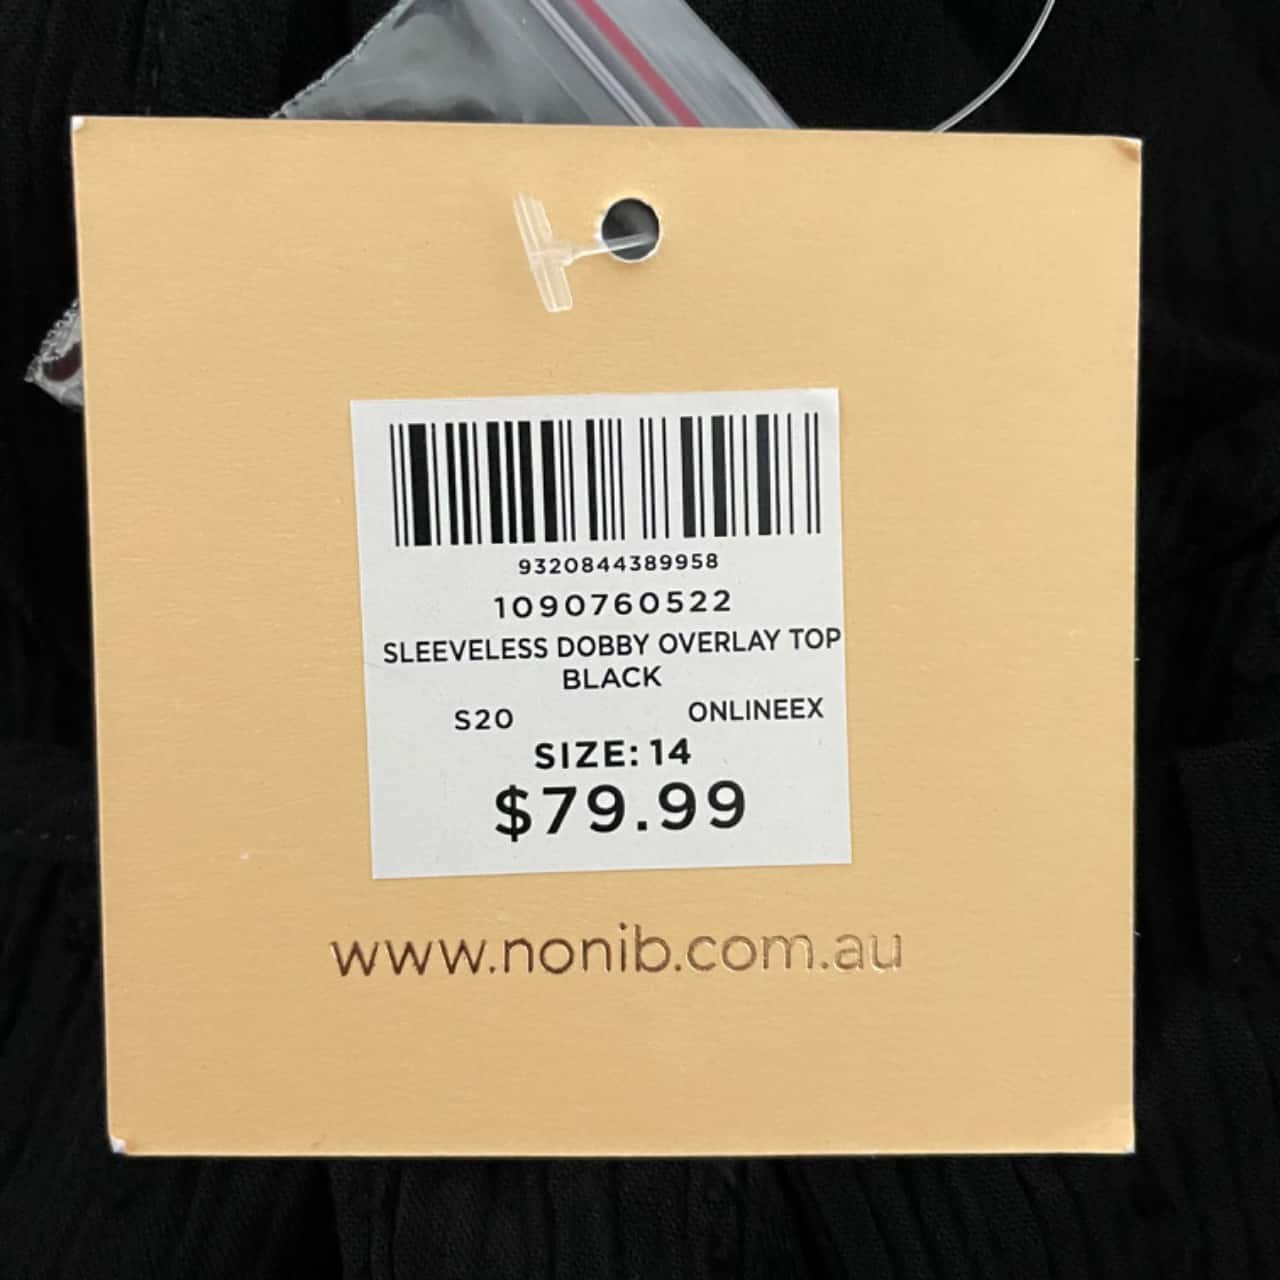 9320844389958
1090760522
SLEEVELESS DOBBY OVERLAY TOP
BLACK
S20 ONLINEEX
SIZE: 14
$79.99
www.nonib.com.au